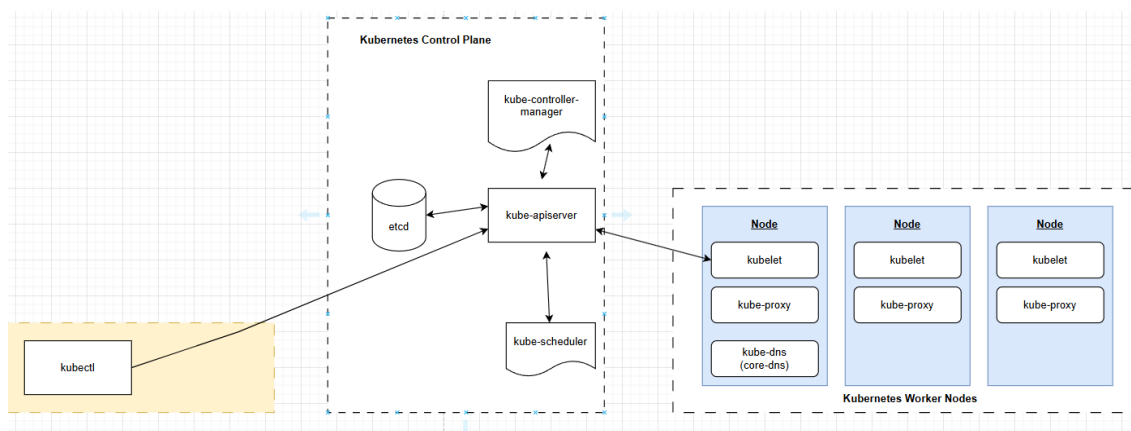 Kubernetes Control Plane
kube-controller-
manager
etcd
kube-apiserver
kube-scheduler
kubectl
Node
kubelet
kube-proxy
kube-dns
(core-dns)
Node
kubelet
kube-proxy
Node
kubelet
kube-proxy
Kubernetes Worker Nodes